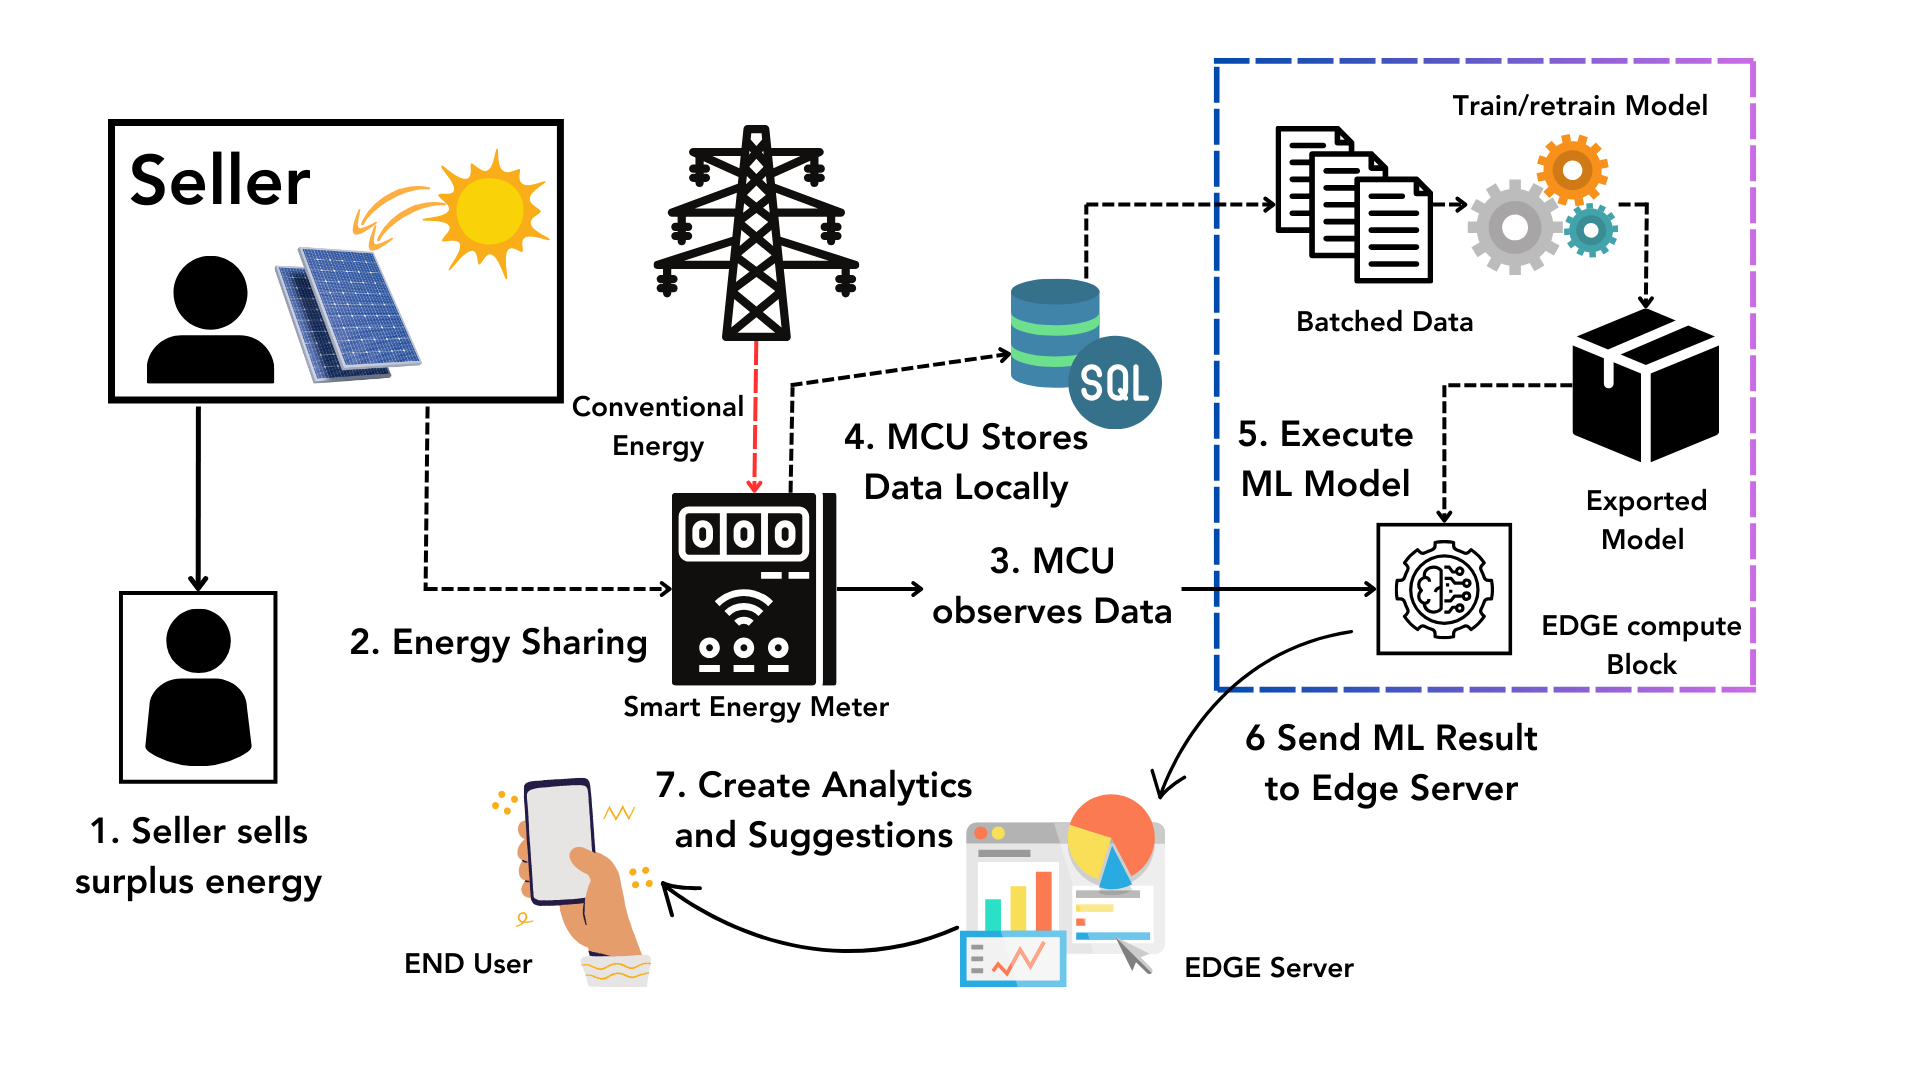 Seller
Train/retrain Model
Batched Data
Conventional
Energy
SQL
4. MCU Stores
Data Locally
5. Execute
ML Model
Exported
Model
000
3. MCU
observes Data
2. Energy Sharing
EDGE compute
Block
Smart Energy Meter
6 Send ML Result
to Edge Server
7. Create Analytics
and Suggestions
1. Seller sells
surplus energy
END User
EDGE Server